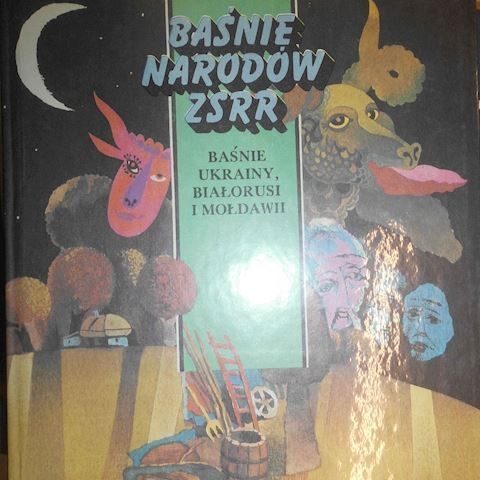 BAŚNIE
NARODÓW
ZSRR
BAŚNIE
UKRAINY,
BIAŁORUSI
I MOŁDAWII